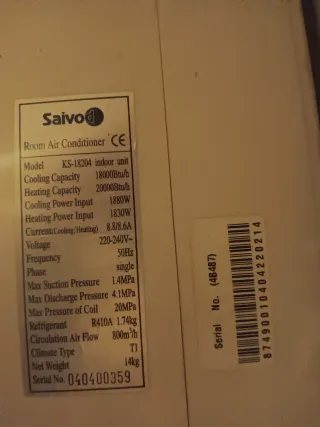 Saivod
Room Air Conditioner CE
Model KS-18204 indoor unit
Cooling Capacity 18000Btu/h
Heating Capacity 20000Btu/h
Cooling Power Input 1880W
Heating Power Input 1830W
Current(Cooling/Heating) 8.8/8.6A
Voltage 220-240V~
Frequency 50Hz
Phase single
Max Suction Pressure 1.4MPa
Max Discharge Pressure 4.1MPa
Max Pressure of Coil 20MPa
Refrigerant R410A 1.74kg
Circulation Air Flow 800m³/h
Climate Type T1
Net Weight 14kg
Serial No. 040400359
Serial No. (48487)
87490010404220214